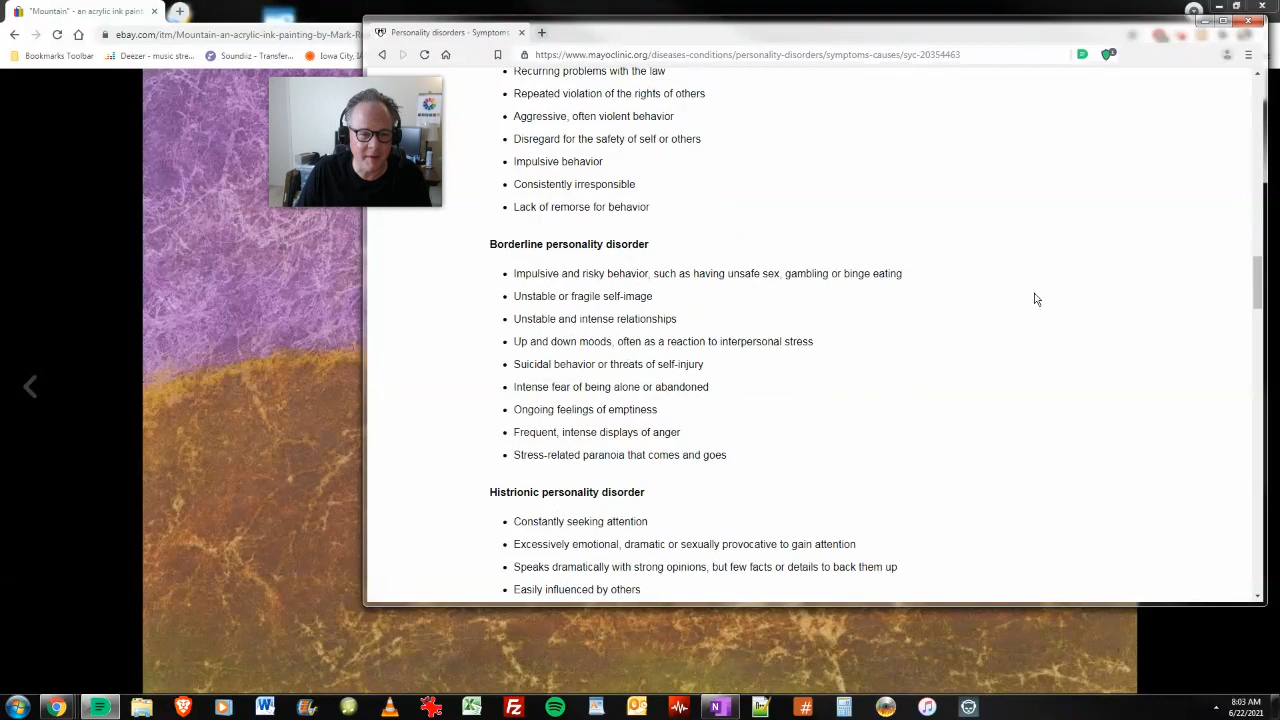 "Mountain" - an acrylic ink paint
ebay.com/itm/Mountain-an-acrylic-ink-painting-by-Mark-R
Bookmarks Toolbar
Deezer - music stre...
Soundiiz - Transfer...
Iowa City, I
Personality disorders - Symptoms
https://www.mayoclinic.org/diseases-conditions/personality-disorders/symptoms-causes/syc-20354463
1
Recurring problems with the law
Repeated violation of the rights of others
Aggressive, often violent behavior
Disregard for the safety of self or others
Impulsive behavior
Consistently irresponsible
Lack of remorse for behavior
Borderline personality disorder
Impulsive and risky behavior, such as having unsafe sex, gambling or binge eating
Unstable or fragile self-image
Unstable and intense relationships
Up and down moods, often as a reaction to interpersonal stress
Suicidal behavior or threats of self-injury
Intense fear of being alone or abandoned
Ongoing feelings of emptiness
Frequent, intense displays of anger
Stress-related paranoia that comes and goes
Histrionic personality disorder
Constantly seeking attention
Excessively emotional, dramatic or sexually provocative to gain attention
Speaks dramatically with strong opinions, but few facts or details to back them up
Easily influenced by others
8:03 AM
6/22/2021